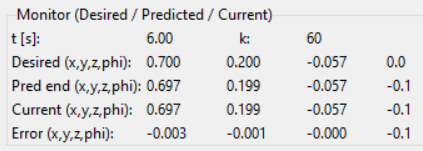 Monitor (Desired / Predicted / Current)
t [s]: 6.00 k: 60
Desired (x,y,z,phi): 0.700 0.200 -0.057 0.0
Pred end (x,y,z,phi): 0.697 0.199 -0.057 -0.1
Current (x,y,z,phi): 0.697 0.199 -0.057 -0.1
Error (x,y,z,phi): -0.003 -0.001 -0.000 -0.1